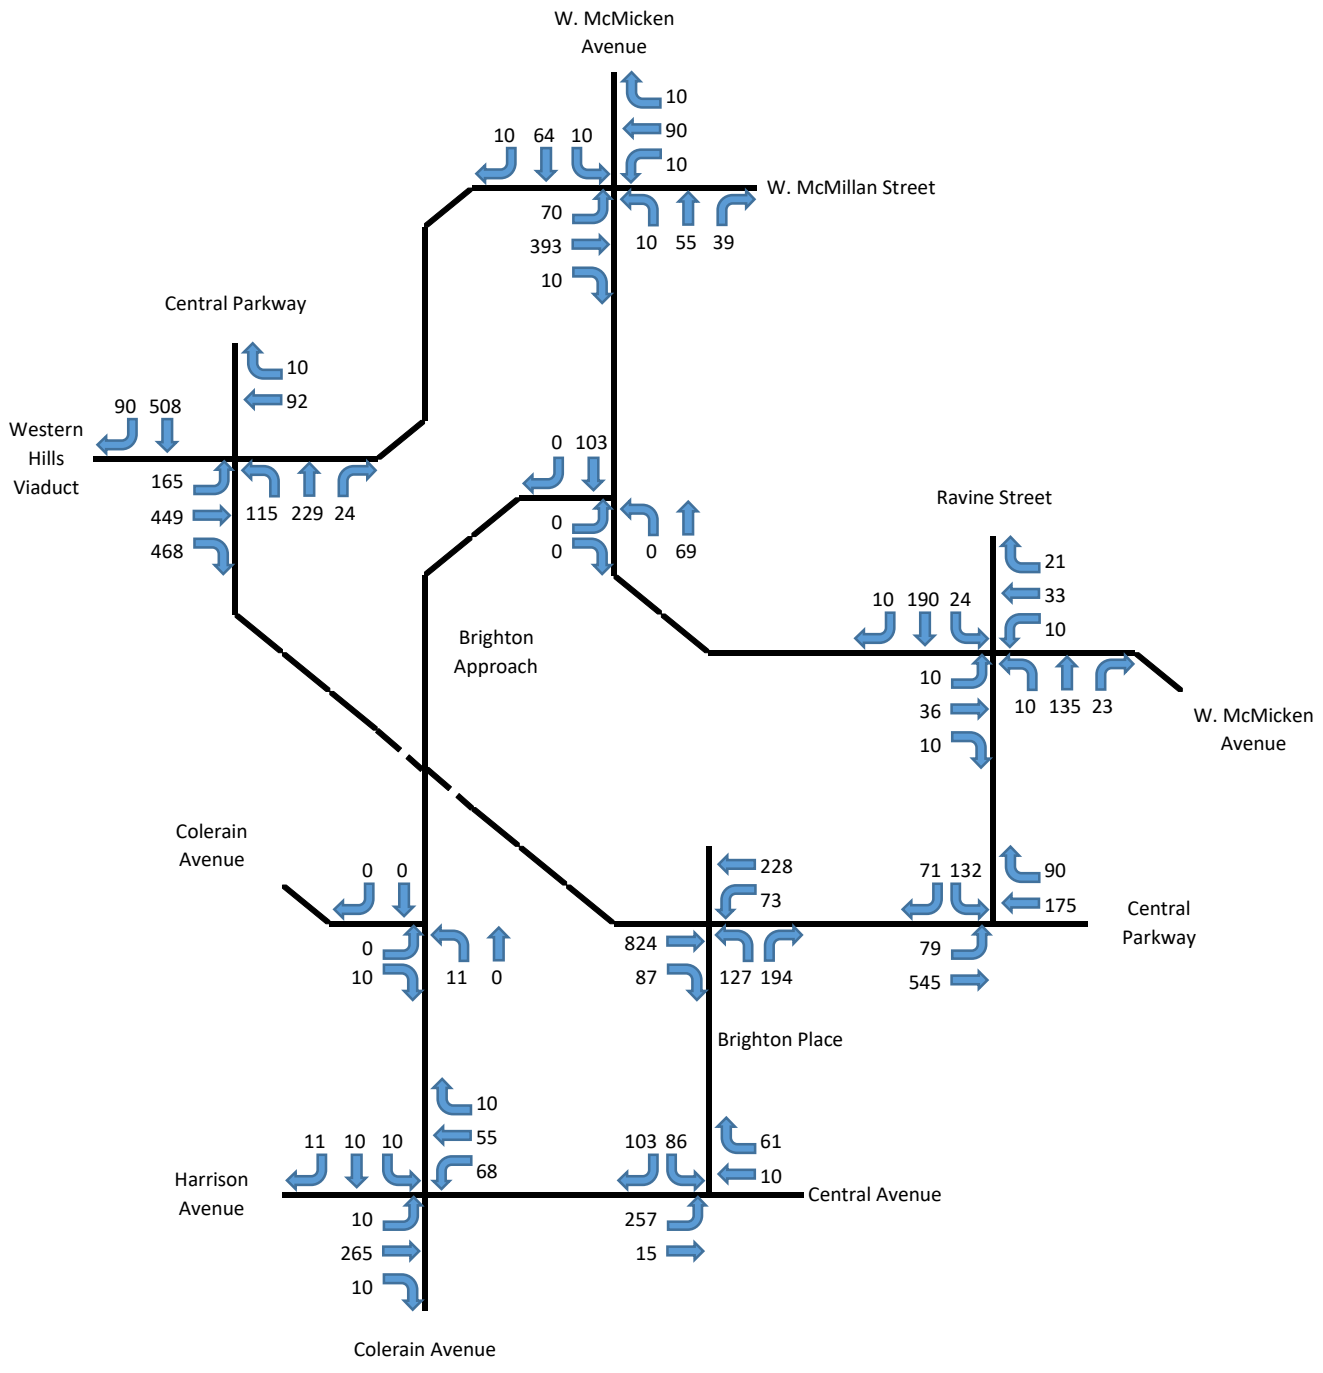 W. McMicken
Avenue
10
90
10
10 64 10
W. McMillan Street
70
393
10
10 55 39
Central Parkway
10
92
90 508
Western
Hills
Viaduct
165
449
468
115 229 24
0 103
0
0
0 69
Ravine Street
21
33
10
10 190 24
10
36
10
10 135 23
W. McMicken
Avenue
Brighton
Approach
Colerain
Avenue
0 0
0
10
11 0
228
73
824
87
127 194
71 132
90
175
79
545
Central
Parkway
Brighton Place
10
55
68
11 10 10
Harrison
Avenue
10
265
10
103 86
61
10
Central Avenue
257
15
Colerain Avenue